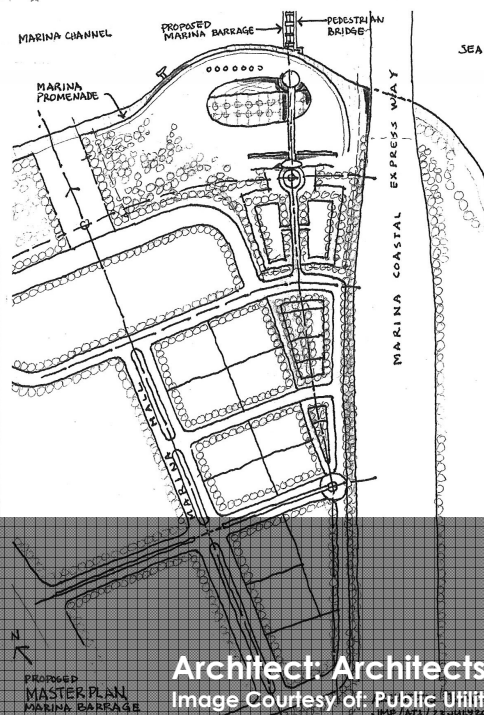 MARINA CHANNEL
PROPOSED
MARINA BARRAGE
PEDESTRIAN
BRIDGE
SEA
MARINA
PROMENADE
MARINA COASTAL EXPRESS WAY
MARINA MALL
N
PROPOSED
MASTERPLAN
MARINA BARRAGE
Architect: Architects
Image Courtesy of: Public Utilit